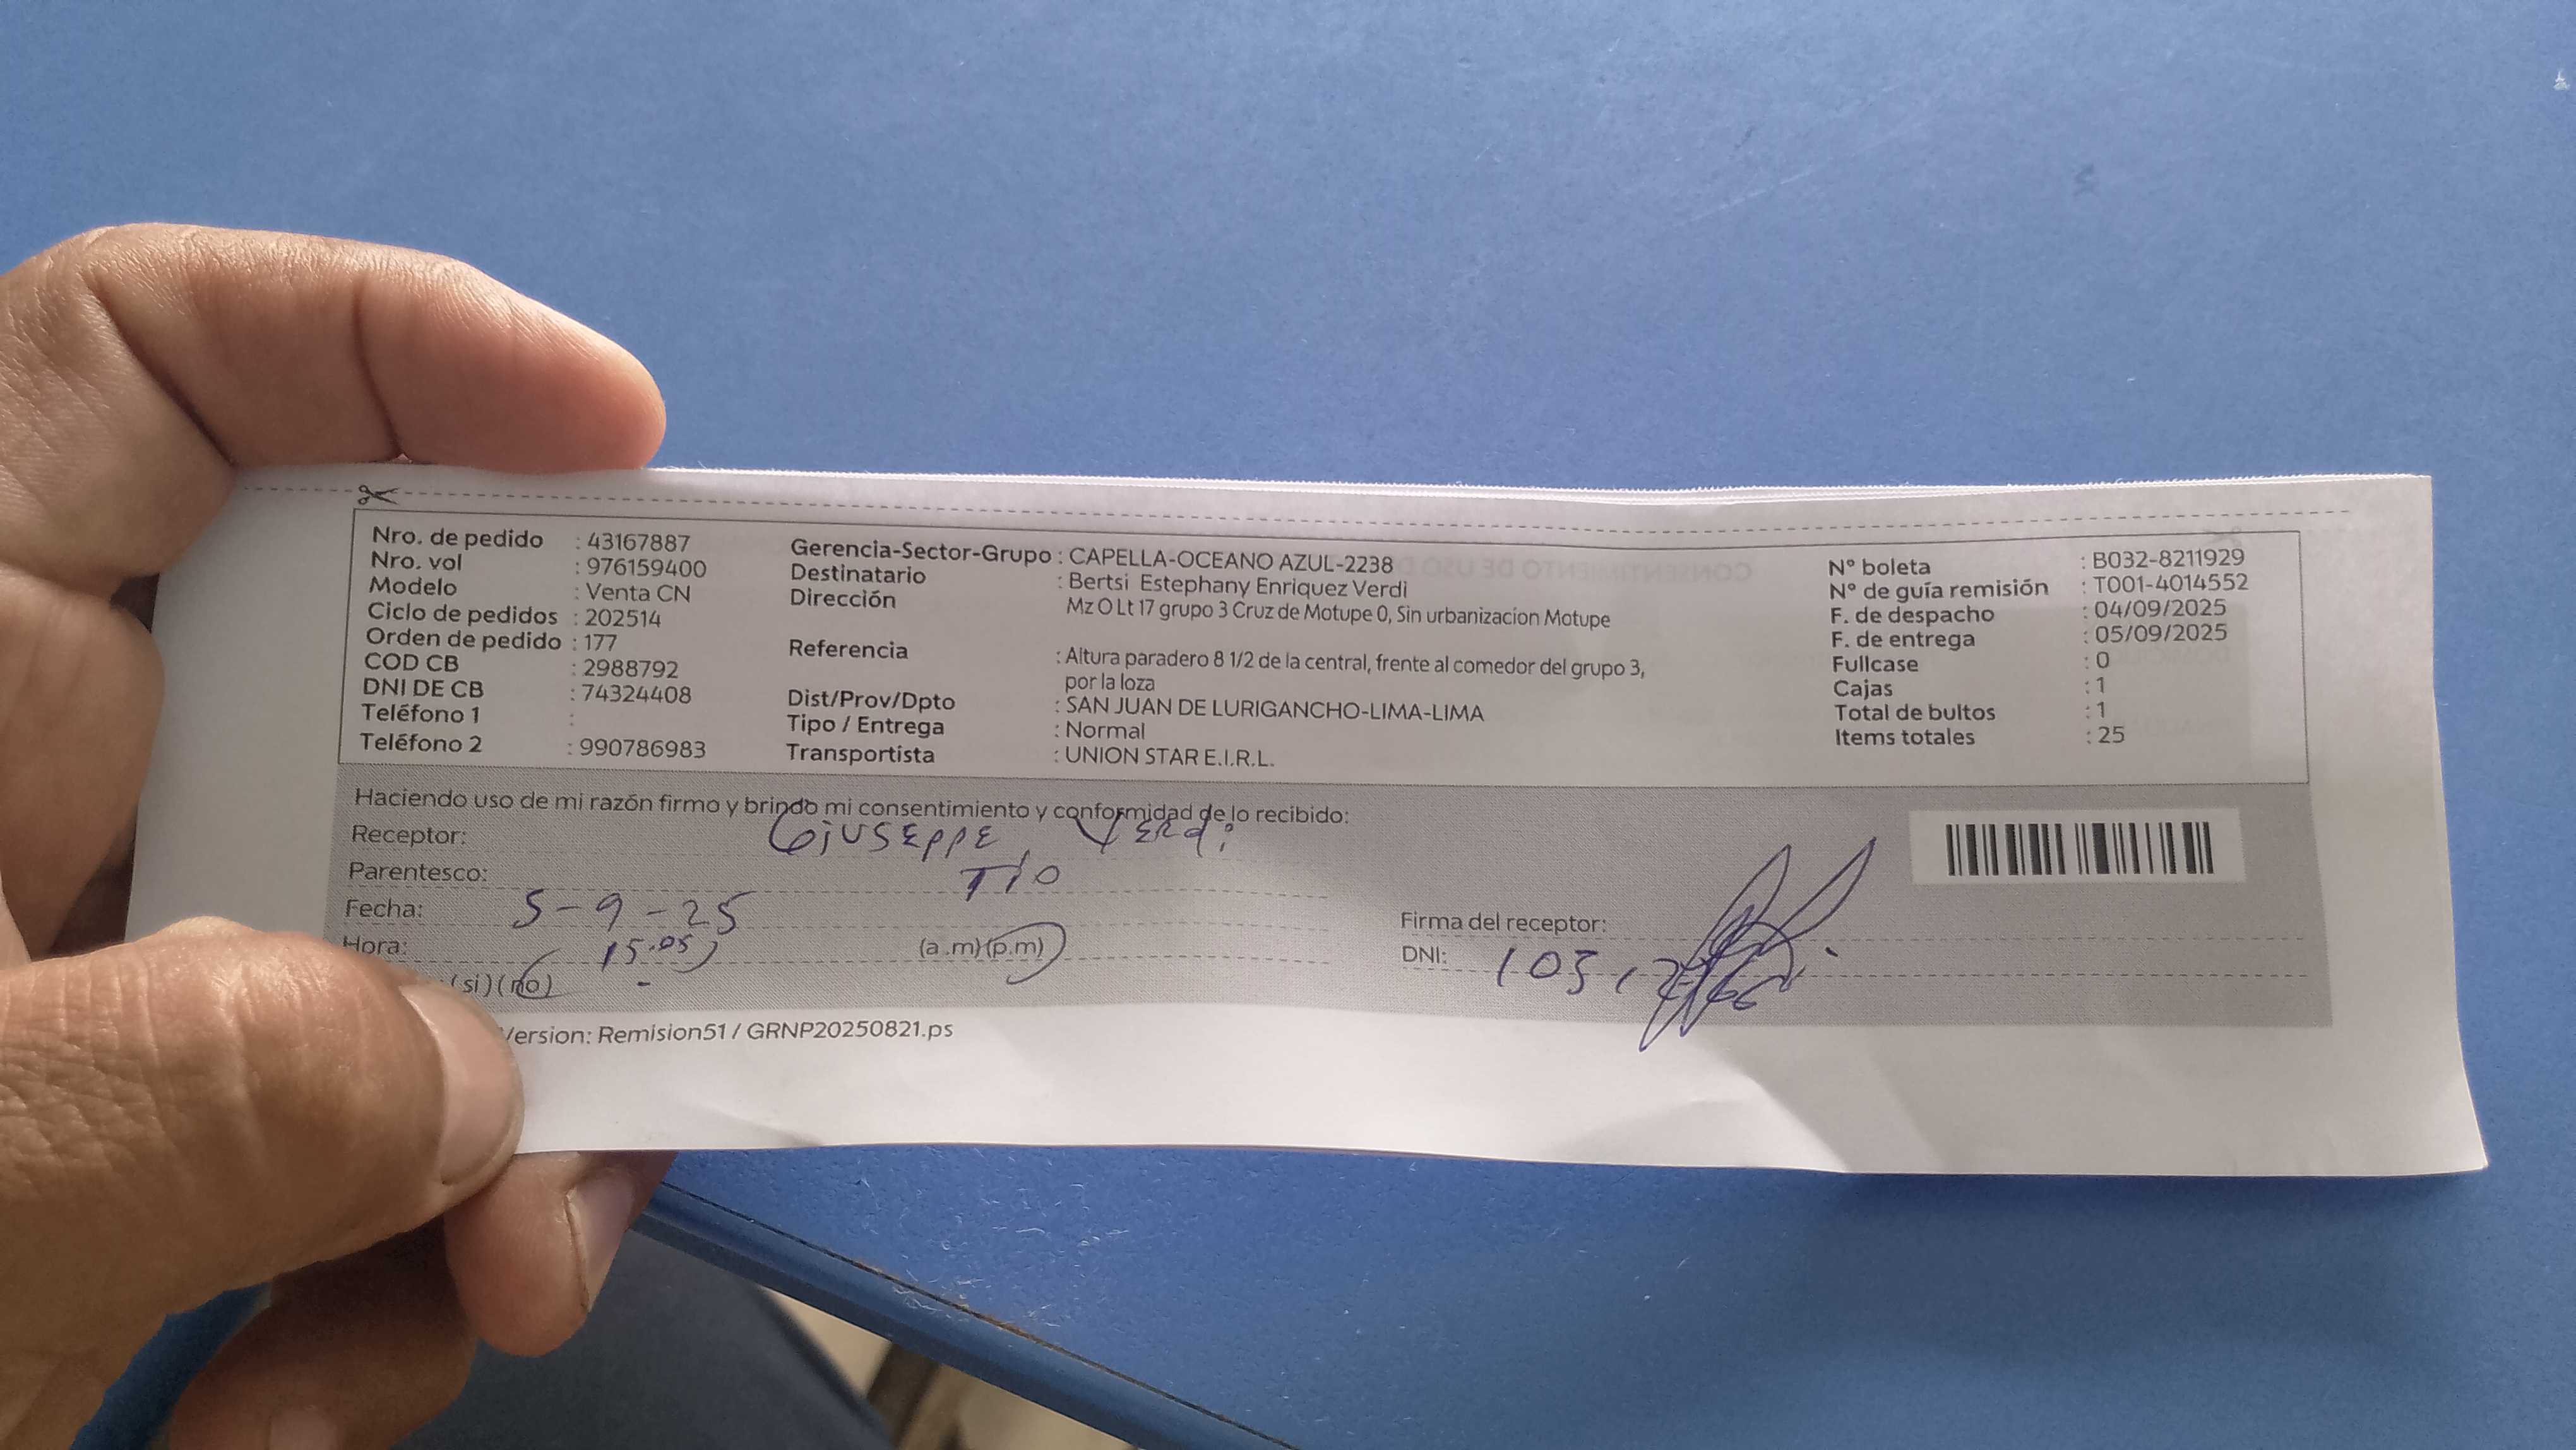 Nro. de pedido : 43167887
Nro. vol : 976159400
Modelo : Venta CN
Ciclo de pedidos : 202514
Orden de pedido : 177
COD CB : 2988792
DNI DE CB : 74324408
Teléfono 1 :
Teléfono 2 : 990786983
Gerencia-Sector-Grupo : CAPELLA-OCEANO AZUL-2238
Destinatario : Bertsi Estephany Enriquez Verdi
Dirección Mz O Lt 17 grupo 3 Cruz de Motupe 0, Sin urbanizacion Motupe
Referencia : Altura paradero 8 1/2 de la central, frente al comedor del grupo 3,
por la loza
Dist/Prov/Dpto : SAN JUAN DE LURIGANCHO-LIMA-LIMA
Tipo / Entrega : Normal
Transportista : UNION STAR E.I.R.L.
N° boleta : B032-8211929
N° de guía remisión : T001-4014552
F. de despacho : 04/09/2025
F. de entrega : 05/09/2025
Fullcase : 0
Cajas : 1
Total de bultos : 1
Items totales : 25
Haciendo uso de mi razón firmo y brindo mi consentimiento y conformidad de lo recibido:
Receptor: GiUSEppE VERdi
Parentesco: Tío
Fecha: 5-9-25
Hora: 15:05 (a.m)(p.m)
(si)(no)
Firma del receptor:
DNI: 103
Version: Remision51 / GRNP20250821.ps